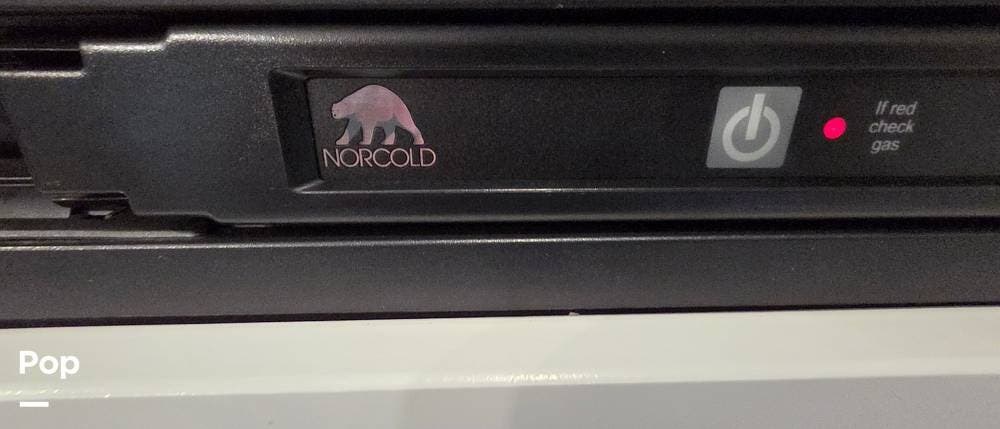 NORCOLD
If red
check
gas
Pop